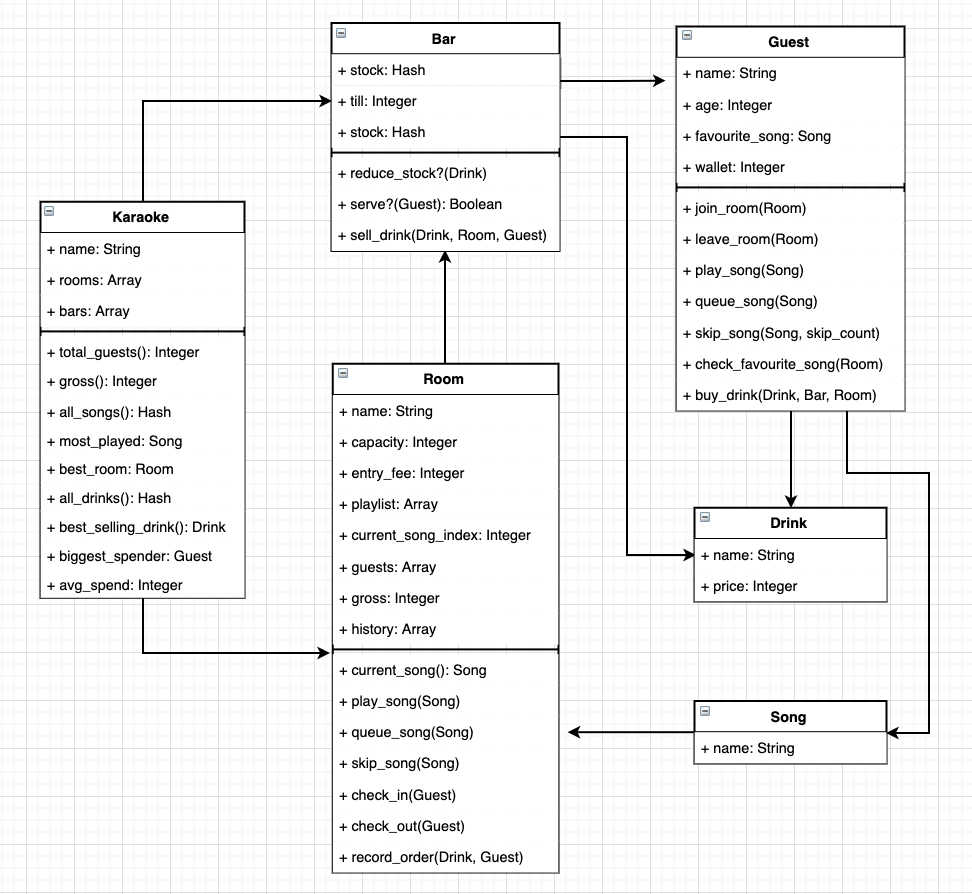 Bar
+ stock: Hash
+ till: Integer
+ stock: Hash
+ reduce_stock?(Drink)
+ serve?(Guest): Boolean
+ sell_drink(Drink, Room, Guest)
Guest
+ name: String
+ age: Integer
+ favourite_song: Song
+ wallet: Integer
+ join_room(Room)
+ leave_room(Room)
+ play_song(Song)
+ queue_song(Song)
+ skip_song(Song, skip_count)
+ check_favourite_song(Room)
+ buy_drink(Drink, Bar, Room)
Karaoke
+ name: String
+ rooms: Array
+ bars: Array
+ total_guests(): Integer
+ gross(): Integer
+ all_songs(): Hash
+ most_played: Song
+ best_room: Room
+ all_drinks(): Hash
+ best_selling_drink(): Drink
+ biggest_spender: Guest
+ avg_spend: Integer
Room
+ name: String
+ capacity: Integer
+ entry_fee: Integer
+ playlist: Array
+ current_song_index: Integer
+ guests: Array
+ gross: Integer
+ history: Array
+ current_song(): Song
+ play_song(Song)
+ queue_song(Song)
+ skip_song(Song)
+ check_in(Guest)
+ check_out(Guest)
+ record_order(Drink, Guest)
Drink
+ name: String
+ price: Integer
Song
+ name: String